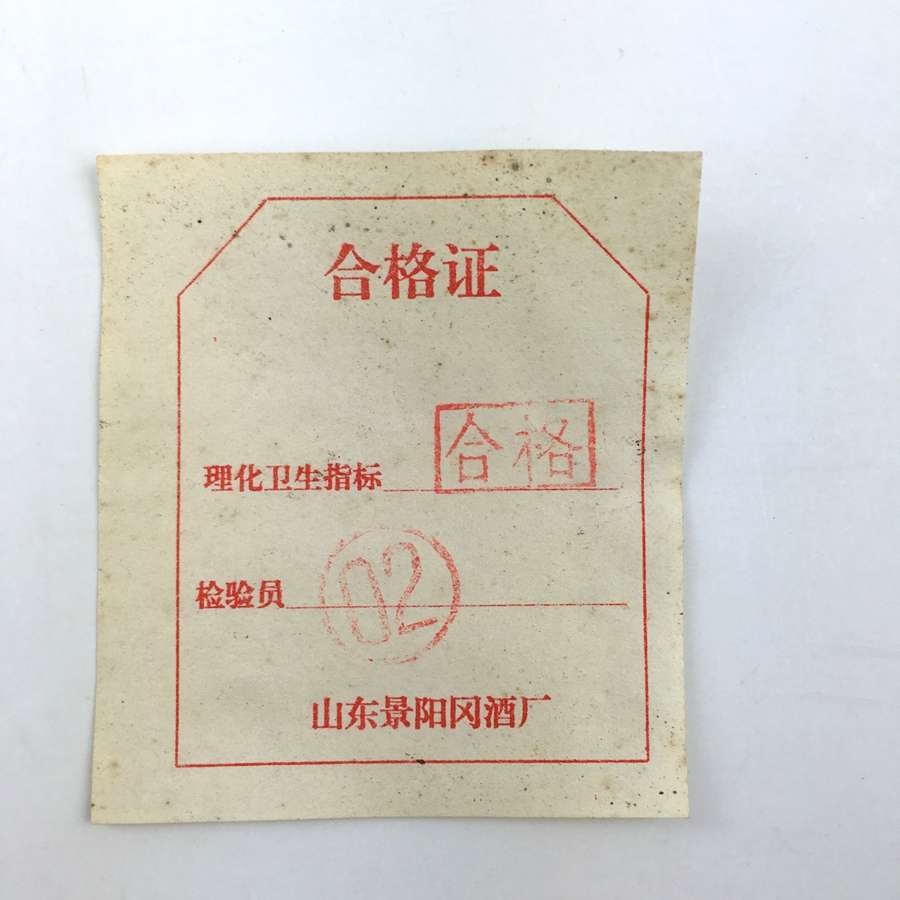 合格证
理化卫生指标 合格
检验员 02
山东景阳冈酒厂